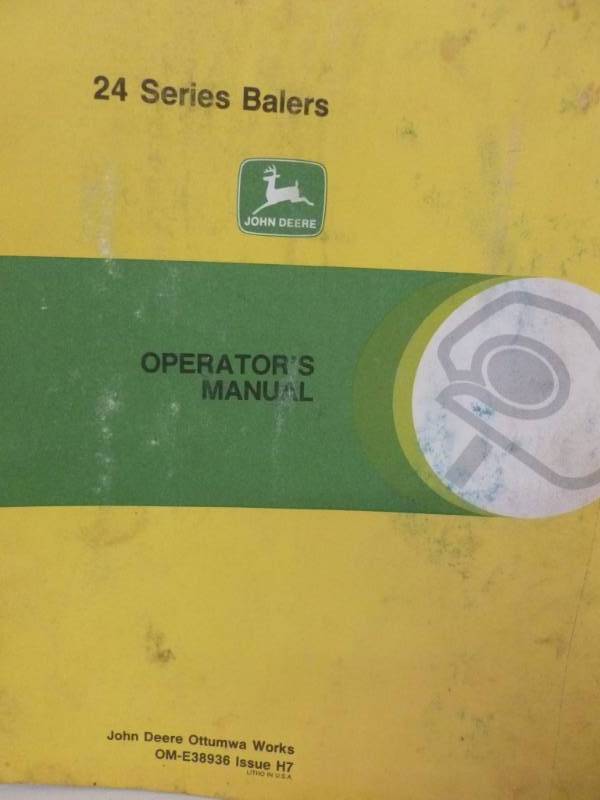 24 Series Balers
JOHN DEERE
OPERATOR'S
MANUAL
John Deere Ottumwa Works
OM-E38936 Issue H7
LITHO IN U.S.A.